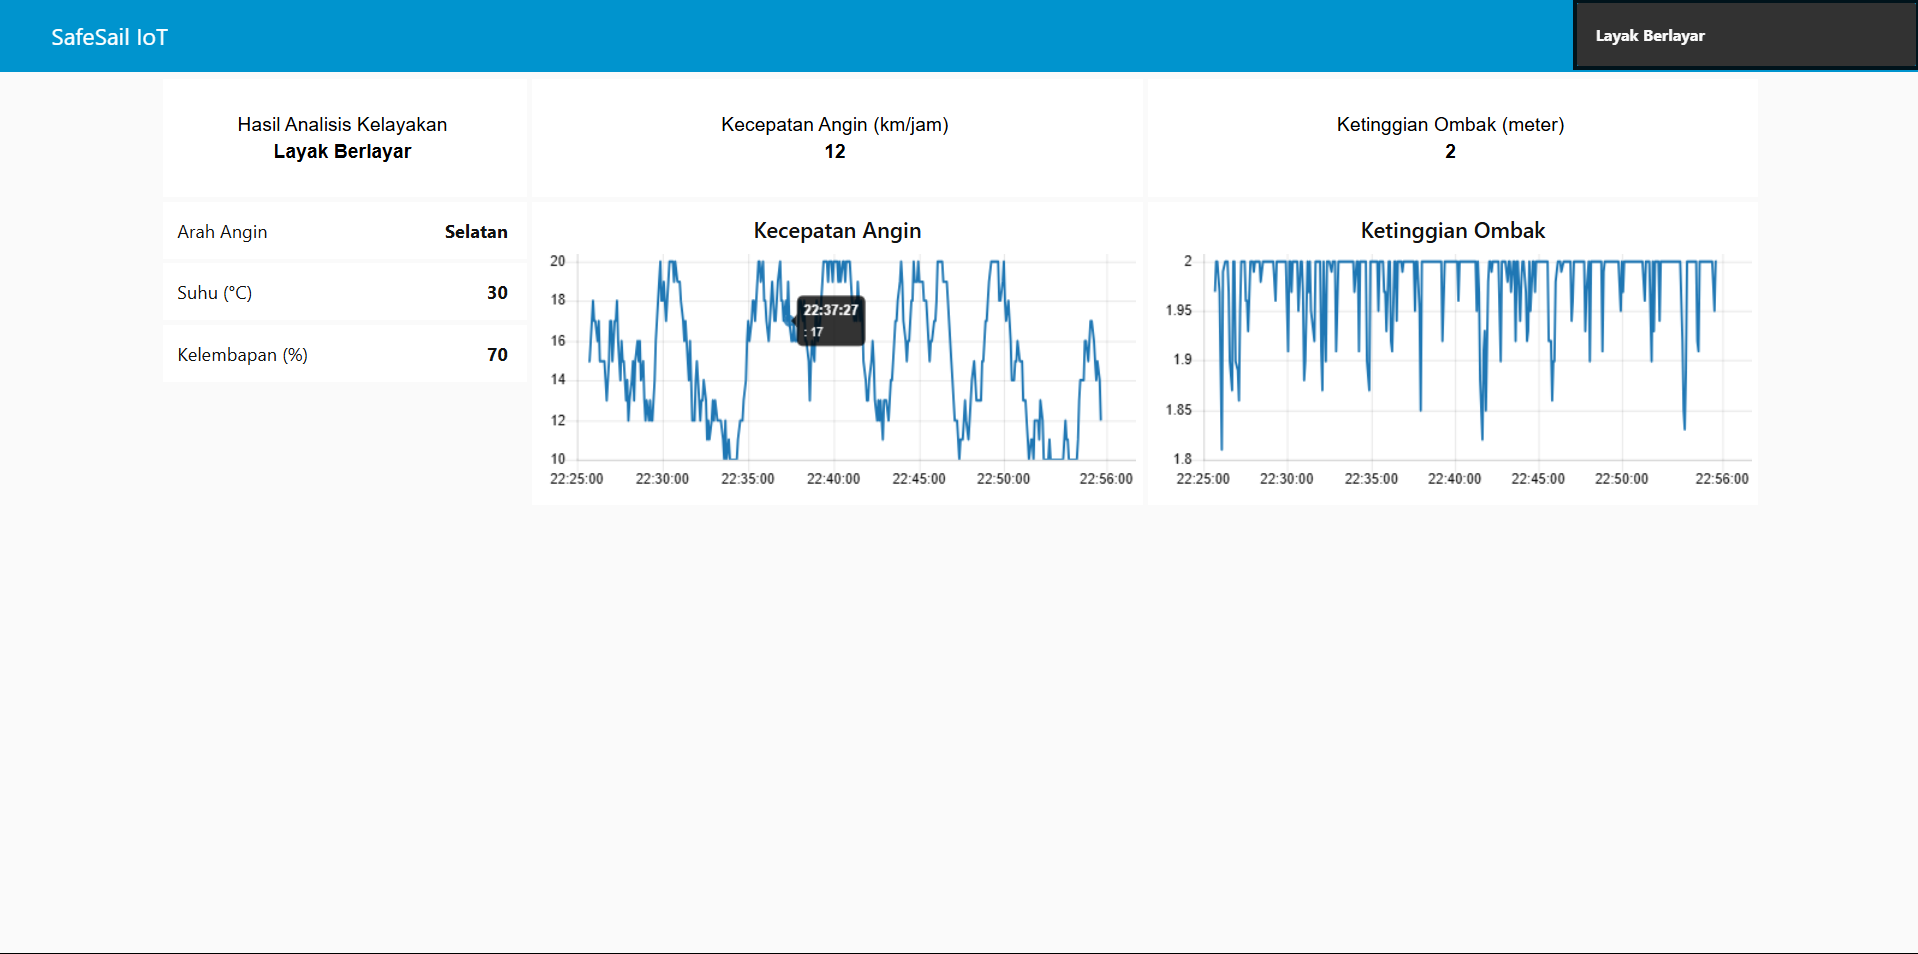 SafeSail IoT
Layak Berlayar
Hasil Analisis Kelayakan
Layak Berlayar
Kecepatan Angin (km/jam)
12
Ketinggian Ombak (meter)
2
Arah Angin Selatan
Suhu (°C) 30
Kelembapan (%) 70
Kecepatan Angin
20
18
16
14
12
10
22:25:00 22:30:00 22:35:00 22:40:00 22:45:00 22:50:00 22:56:00
22:37:27
: 17
Ketinggian Ombak
2
1.95
1.9
1.85
1.8
22:25:00 22:30:00 22:35:00 22:40:00 22:45:00 22:50:00 22:56:00